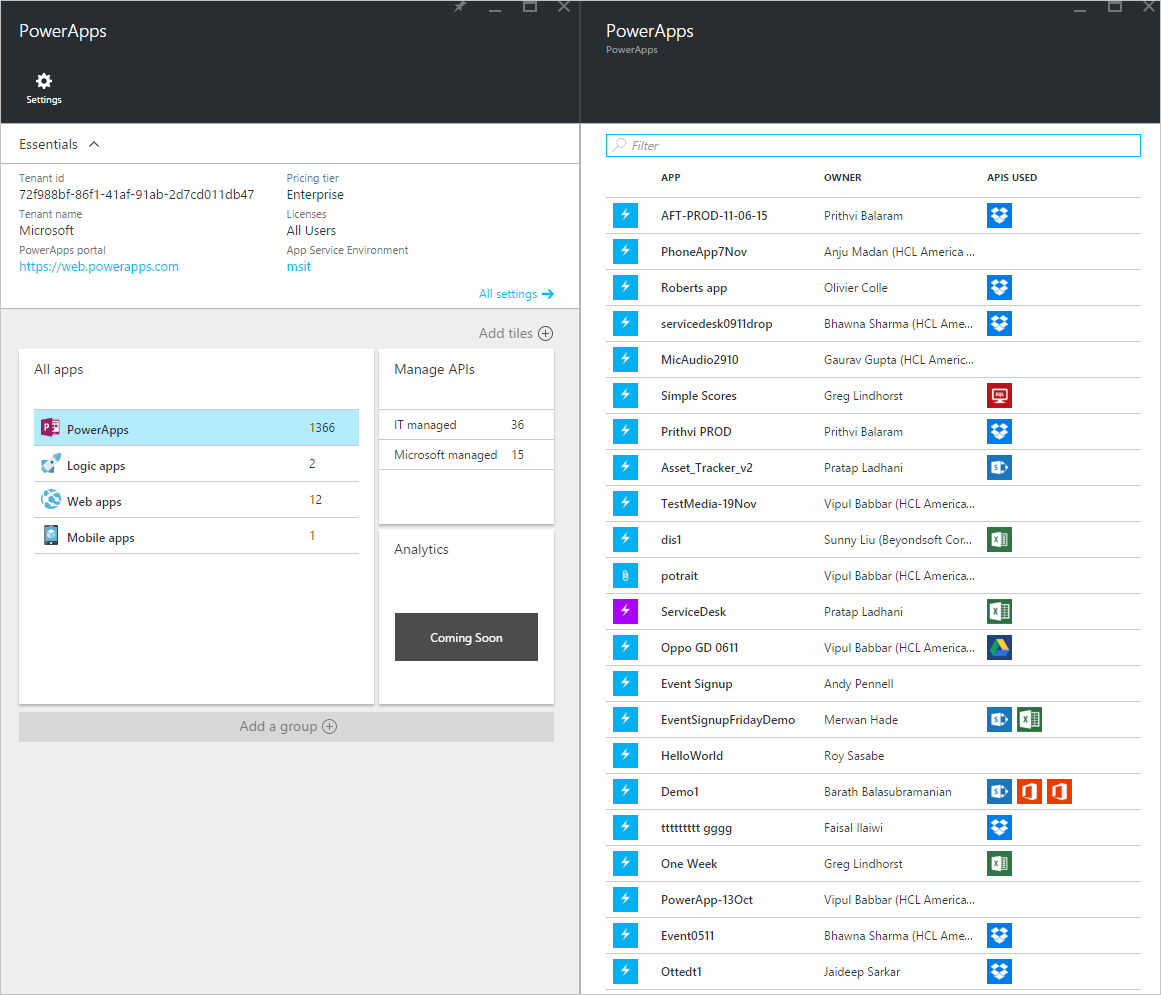 PowerApps
Settings
Essentials
Tenant id
72f988bf-86f1-41af-91ab-2d7cd011db47
Tenant name
Microsoft
PowerApps portal
https://web.powerapps.com
Pricing tier
Enterprise
Licenses
All Users
App Service Environment
msit
All settings
Add tiles
All apps
PowerApps 1366
Logic apps 2
Web apps 12
Mobile apps 1
Manage APIs
IT managed 36
Microsoft managed 15
Analytics
Coming Soon
Add a group
PowerApps
PowerApps
Filter
APP OWNER APIS USED
AFT-PROD-11-06-15 Prithvi Balaram
PhoneApp7Nov Anju Madan (HCL America ...
Roberts app Olivier Colle
servicedesk0911drop Bhawna Sharma (HCL Ame...
MicAudio2910 Gaurav Gupta (HCL Americ...
Simple Scores Greg Lindhorst SQL
Prithvi PROD Prithvi Balaram
Asset_Tracker_v2 Pratap Ladhani
TestMedia-19Nov Vipul Babbar (HCL America...
dis1 Sunny Liu (Beyondsoft Cor...
potrait Vipul Babbar (HCL America...
ServiceDesk Pratap Ladhani
Oppo GD 0611 Vipul Babbar (HCL America...
Event Signup Andy Pennell
EventSignupFridayDemo Merwan Hade
HelloWorld Roy Sasabe
Demo1 Barath Balasubramanian
ttttttttt gggg Faisal Ilaiwi
One Week Greg Lindhorst
PowerApp-13Oct Vipul Babbar (HCL America...
Event0511 Bhawna Sharma (HCL Ame...
Ottedt1 Jaideep Sarkar